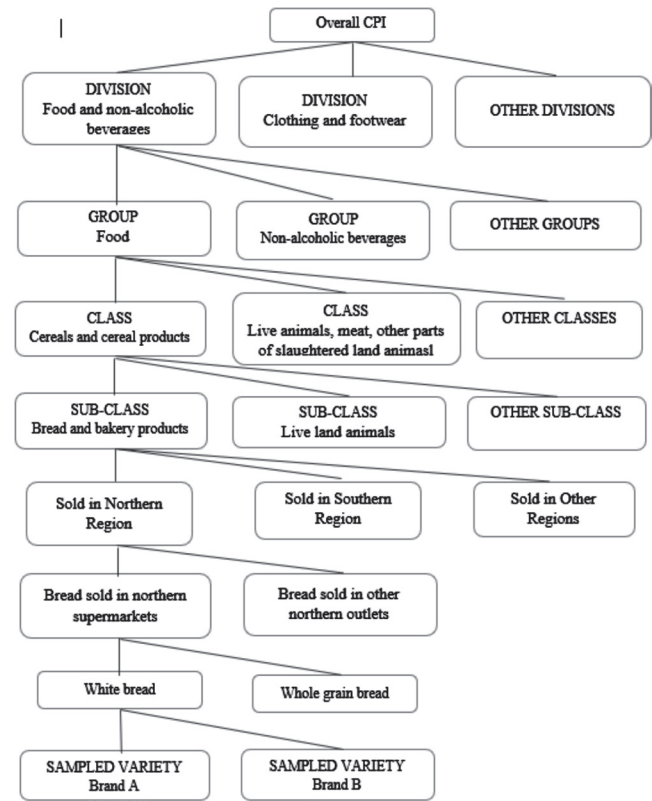 Overall CPI
DIVISION
Food and non-alcoholic
beverages
DIVISION
Clothing and footwear
OTHER DIVISIONS
GROUP
Food
GROUP
Non-alcoholic beverages
OTHER GROUPS
CLASS
Cereals and cereal products
CLASS
Live animals, meat, other parts
of slaughtered land animasl
OTHER CLASSES
SUB-CLASS
Bread and bakery products
SUB-CLASS
Live land animals
OTHER SUB-CLASS
Sold in Northern
Region
Sold in Southern
Region
Sold in Other
Regions
Bread sold in northern
supermarkets
Bread sold in other
northern outlets
White bread
Whole grain bread
SAMPLED VARIETY
Brand A
SAMPLED VARIETY
Brand B